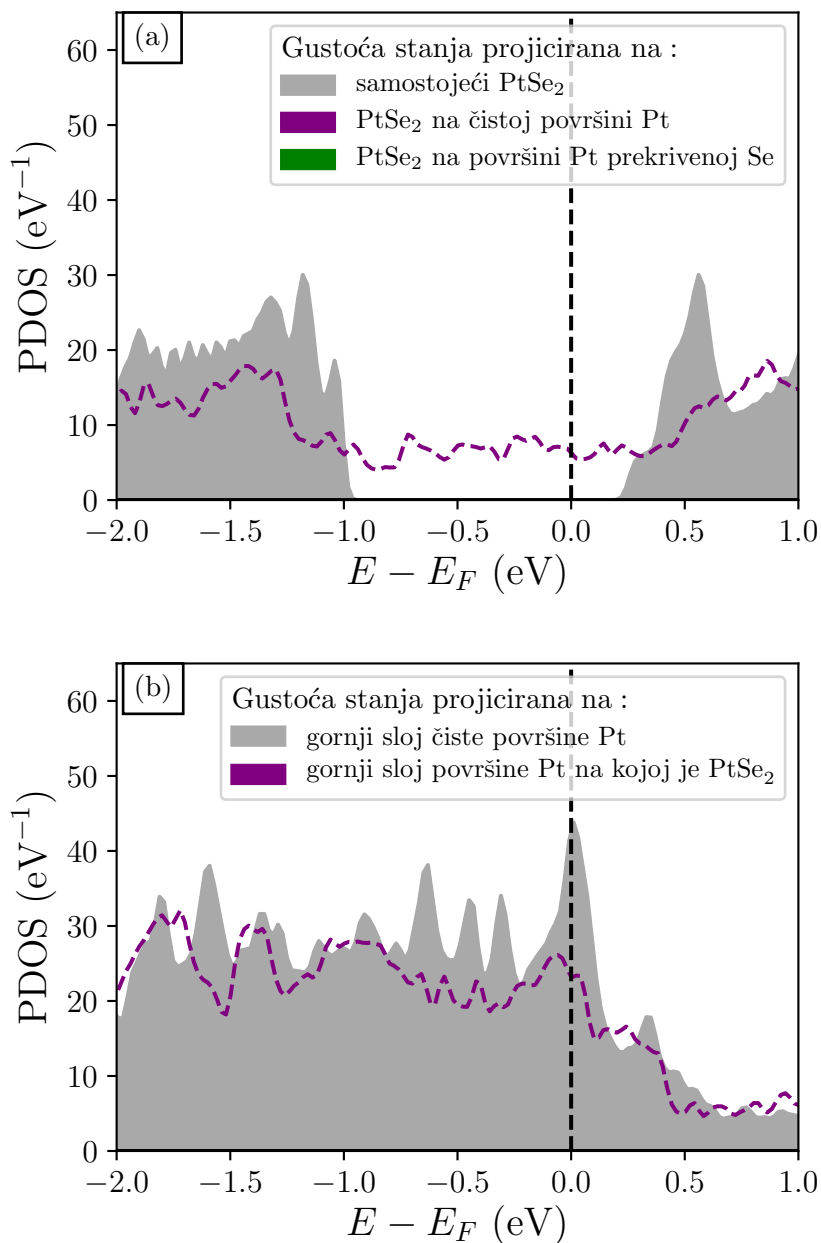 (a)
Gustoća stanja projicirana na :
samostojeći PtSe₂
PtSe₂ na čistoj površini Pt
PtSe₂ na površini Pt prekrivenoj Se
PDOS (eV⁻¹)
60
50
40
30
20
10
0
−2.0 −1.5 −1.0 −0.5 0.0 0.5 1.0
E − E_F (eV)
(b)
Gustoća stanja projicirana na :
gornji sloj čiste površine Pt
gornji sloj površine Pt na kojoj je PtSe₂
PDOS (eV⁻¹)
60
50
40
30
20
10
0
−2.0 −1.5 −1.0 −0.5 0.0 0.5 1.0
E − E_F (eV)